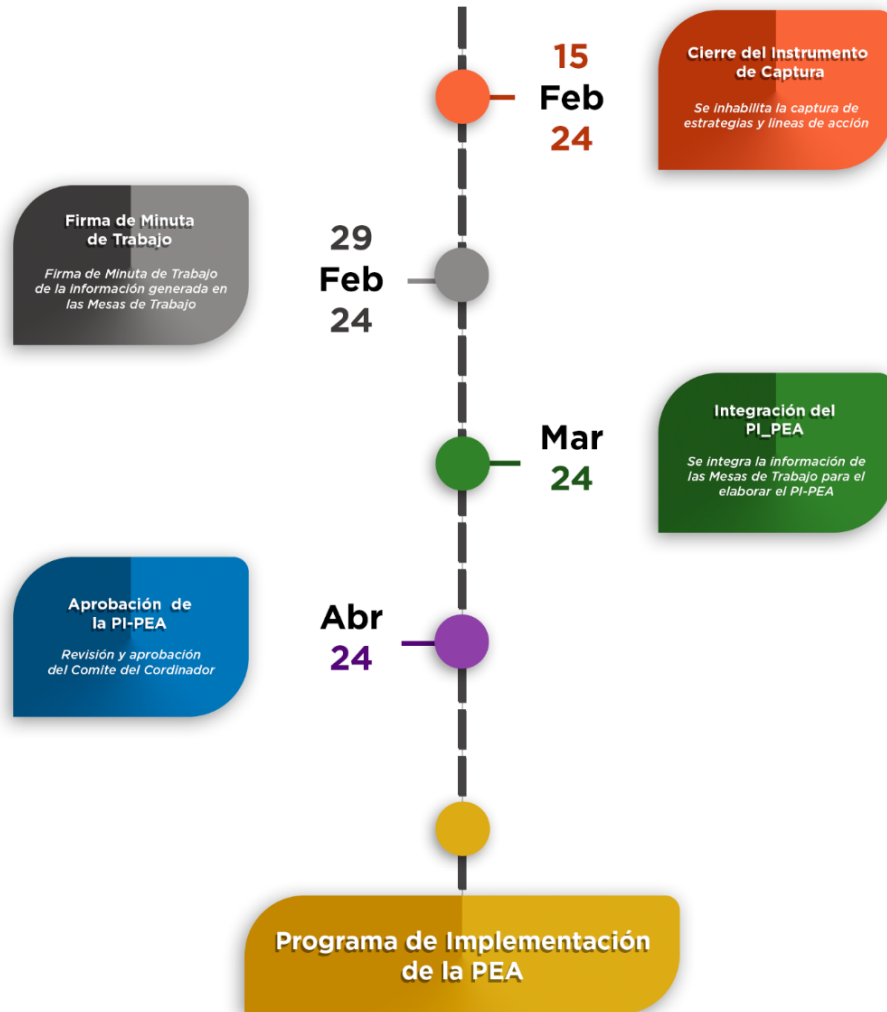 15
Feb
24
Cierre del Instrumento
de Captura
Se inhabilita la captura de
estrategias y lineas de acción
Firma de Minuta
de Trabajo
Firma de Minuta de Trabajo
de la información generada en
las Mesas de Trabajo
29
Feb
24
Mar
24
Integración del
PI_PEA
Se integra la información de
las Mesas de Trabajo para el
elaborar el PI-PEA
Aprobación de
la PI-PEA
Revisión y aprobación
del Comite del Cordinador
Abr
24
Programa de Implementación
de la PEA